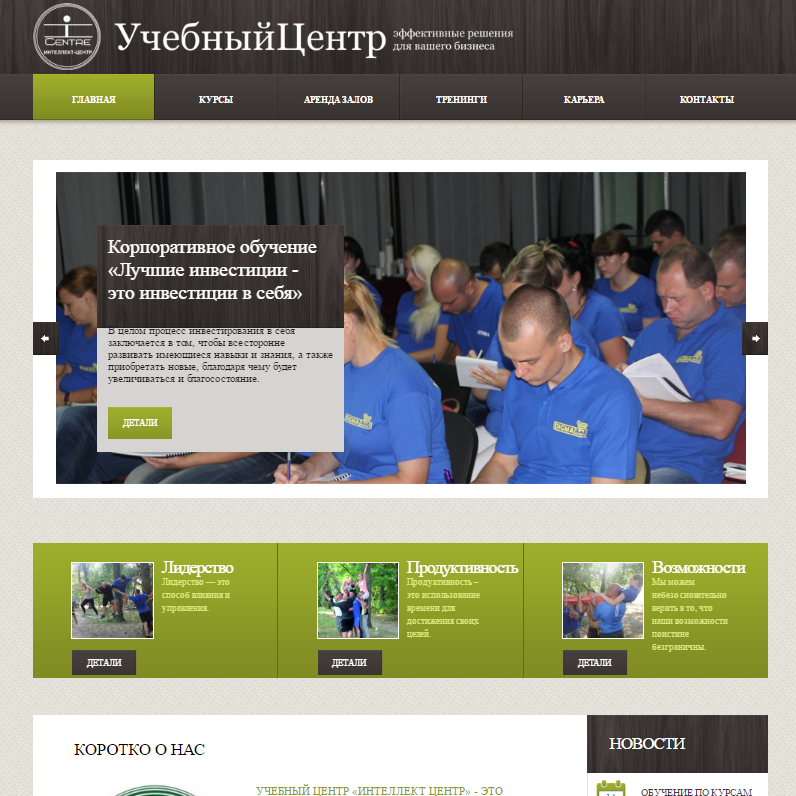 CENTRE
ИНТЕЛЛЕКТ-ЦЕНТР
УчебныйЦентр
эффективные решения
для вашего бизнеса
ГЛАВНАЯ
КУРСЫ
АРЕНДА ЗАЛОВ
ТРЕНИНГИ
КАРЬЕРА
КОНТАКТЫ
Корпоративное обучение
«Лучшие инвестиции -
это инвестиции в себя»
В целом процесс инвестирования в себя
заключается в том, чтобы всесторонне
развивать имеющиеся навыки и знания, а также
приобретать новые, благодаря чему будет
увеличиваться и благосостояние.
ДЕТАЛИ
DIGMA
Лидерство
Лидерство — это
способ влияния и
управления.
ДЕТАЛИ
Продуктивность
Продуктивность –
это использование
времени для
достижения своих
целей.
ДЕТАЛИ
Возможности
Мы можем
небезосновительно
верить в то, что
наши возможности
поистине
безграничны.
ДЕТАЛИ
КОРОТКО О НАС
УЧЕБНЫЙ ЦЕНТР «ИНТЕЛЛЕКТ ЦЕНТР» - ЭТО
НОВОСТИ
ОБУЧЕНИЕ ПО КУРСАМ